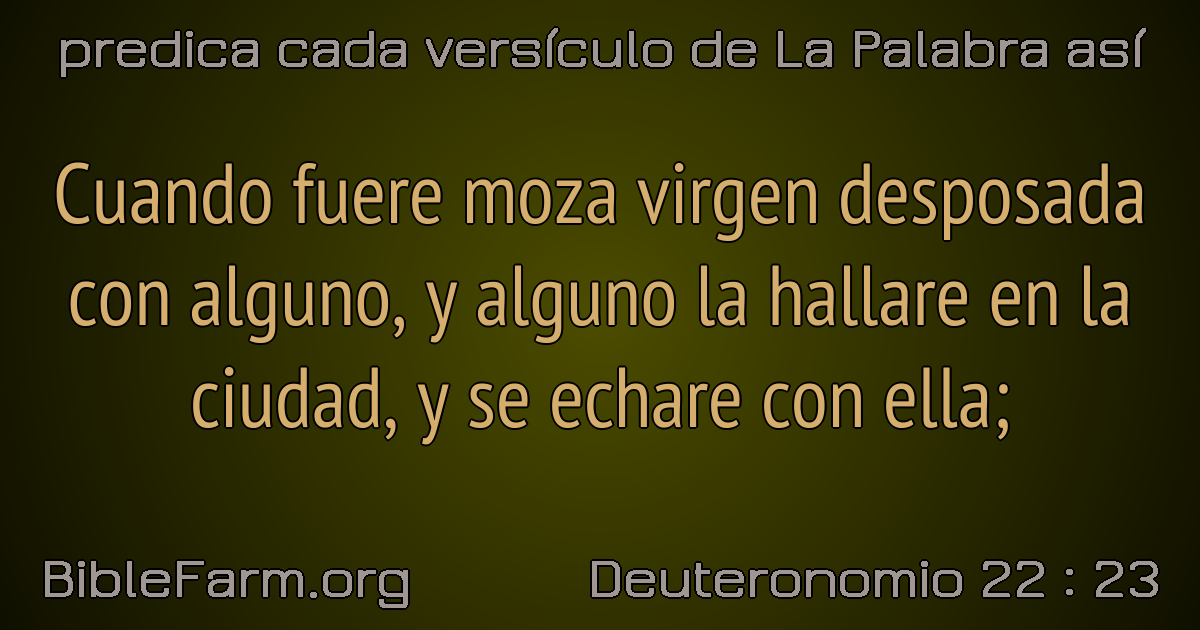 predica cada versículo de La Palabra así
Cuando fuere moza virgen desposada
con alguno, y alguno la hallare en la
ciudad, y se echare con ella;
BibleFarm.org
Deuteronomio 22 : 23